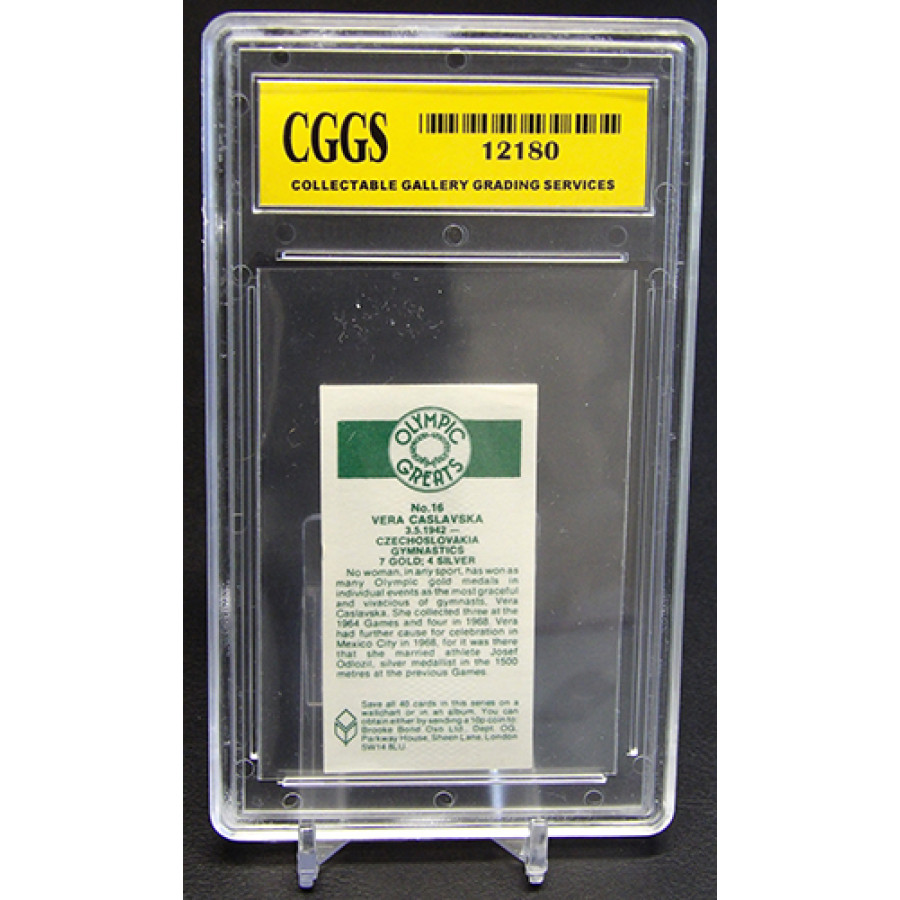 CGGS
12180
COLLECTABLE GALLERY GRADING SERVICES
OLYMPIC
GREATS
No.16
VERA CASLAVSKA
3.5.1942 —
CZECHOSLOVAKIA
GYMNASTICS
7 GOLD; 4 SILVER
No woman, in any sport, has won as
many Olympic gold medals in
individual events as the most graceful
and vivacious of gymnasts, Vera
Caslavska. She collected three at the
1964 Games and four in 1968. Vera
had further cause for celebration in
Mexico City in 1968, for it was there
that she married athlete Josef
Odlozil, silver medallist in the 1500
metres at the previous Games.
Save all 40 cards in this series on a
wallchart or in an album. You can
obtain either by sending a 10p coin to:
Brooke Bond Oxo Ltd., Dept. OG,
Parkway House, Sheen Lane, London
SW14 8LU